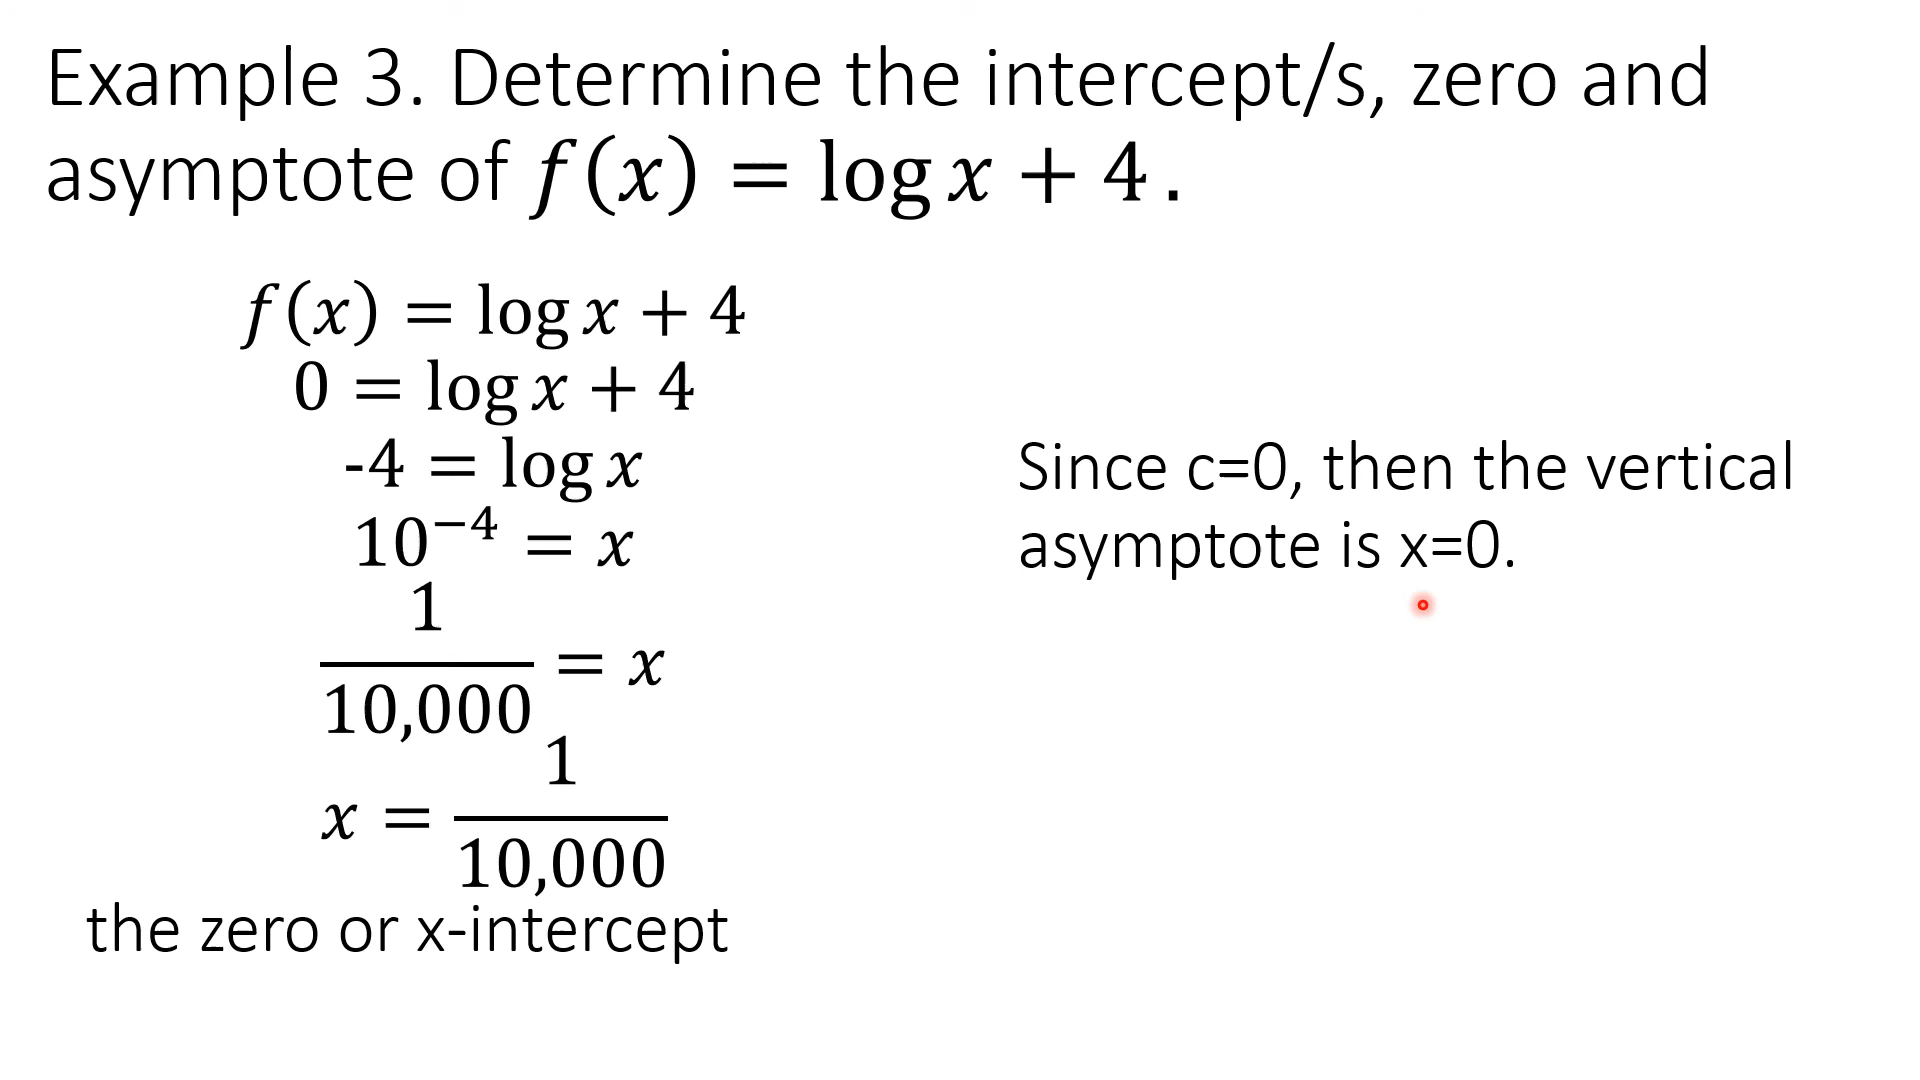 Example 3. Determine the intercept/s, zero and
asymptote of f(x) = log x + 4 .
f(x) = log x + 4
0 = log x + 4
-4 = log x
10⁻⁴ = x
1
――― = x
10,000
1
x = ―――
10,000
the zero or x-intercept
Since c=0, then the vertical
asymptote is x=0.